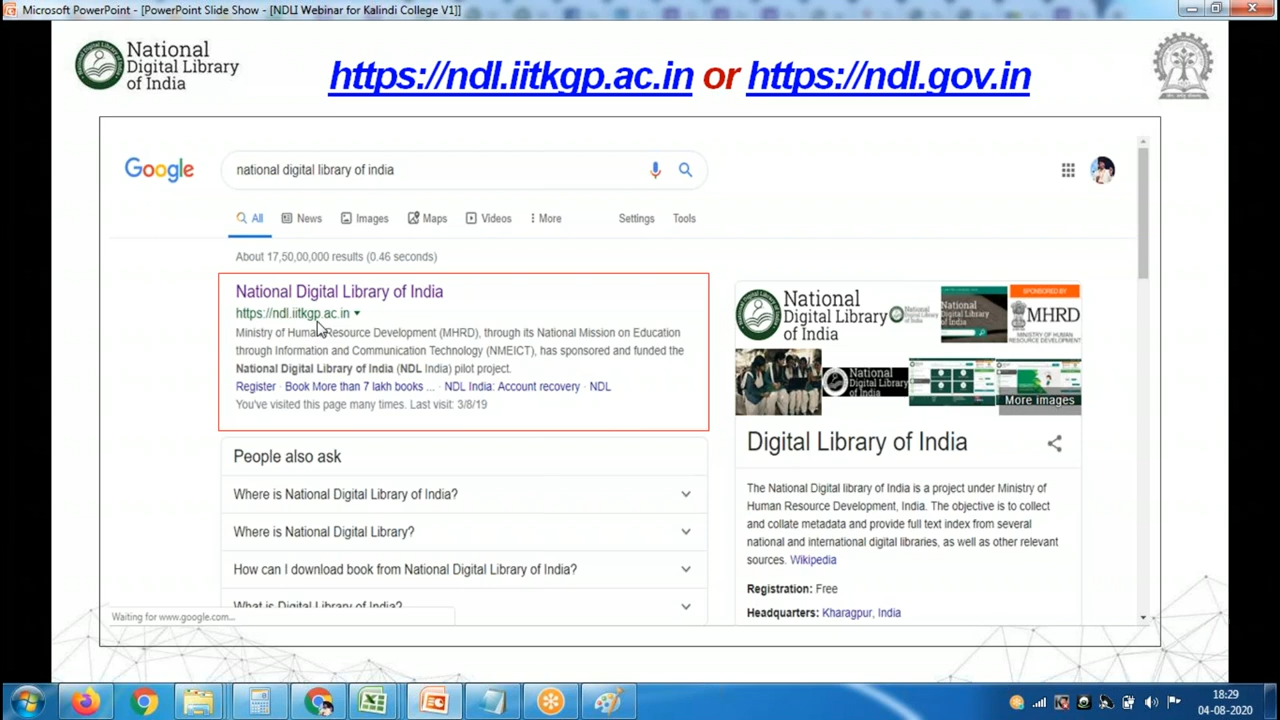 Microsoft PowerPoint - [PowerPoint Slide Show - [NDLI Webinar for Kalindi College V1]]
National
Digital Library
of India
https://ndl.iitkgp.ac.in or https://ndl.gov.in
Google
national digital library of india
All News Images Maps Videos More Settings Tools
About 17,50,00,000 results (0.46 seconds)
National Digital Library of India
https://ndl.iitkgp.ac.in
Ministry of Human Resource Development (MHRD), through its National Mission on Education
through Information and Communication Technology (NMEICT), has sponsored and funded the
National Digital Library of India (NDL India) pilot project.
Register · Book More than 7 lakh books ... · NDL India: Account recovery · NDL
You've visited this page many times. Last visit: 3/8/19
People also ask
Where is National Digital Library of India?
Where is National Digital Library?
How can I download book from National Digital Library of India?
What is Digital Library of India?
Waiting for www.google.com...
National
Digital Library
of India
SPONSORED BY
MHRD
MINISTRY OF HUMAN
RESOURCE DEVELOPMENT
National
Digital Library
of India
More images
Digital Library of India
The National Digital library of India is a project under Ministry of
Human Resource Development, India. The objective is to collect
and collate metadata and provide full text index from several
national and international digital libraries, as well as other relevant
sources. Wikipedia
Registration: Free
Headquarters: Kharagpur, India
18:29
04-08-2020